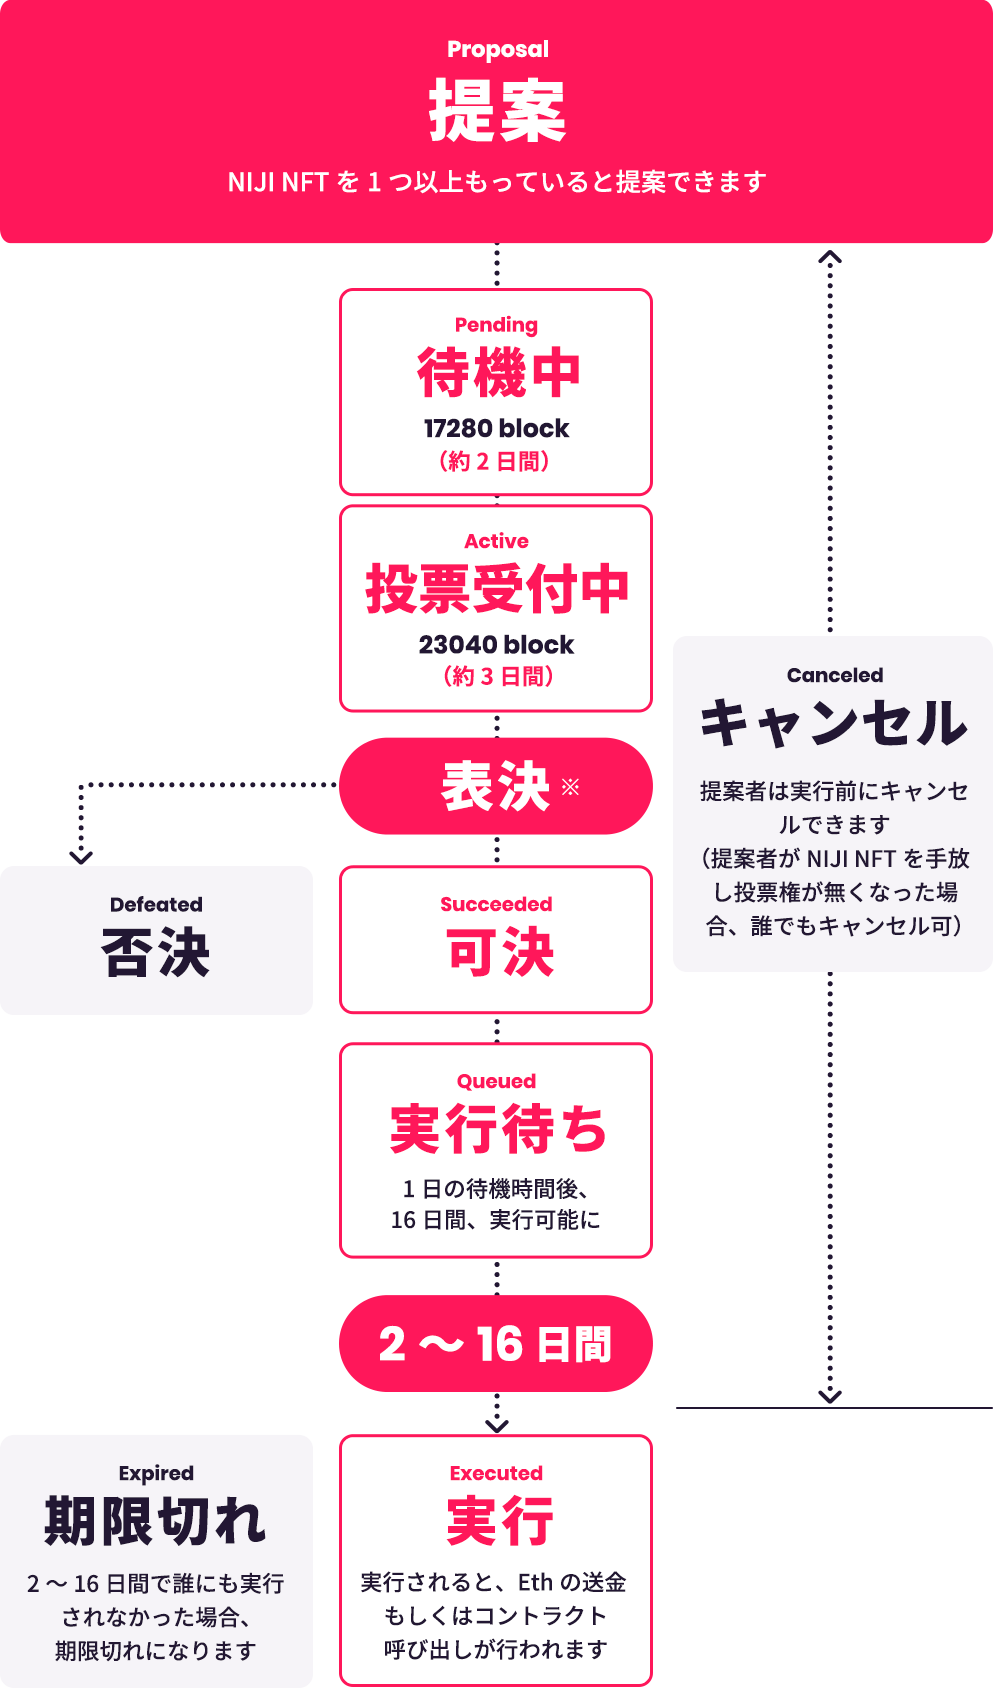 Proposal
提案
NIJI NFT を 1 つ以上もっていると提案できます
Pending
待機中
17280 block
（約 2 日間）
Active
投票受付中
23040 block
（約 3 日間）
表決 ※
Canceled
キャンセル
提案者は実行前にキャンセ
ルできます
（提案者が NIJI NFT を手放
し投票権が無くなった場
合、誰でもキャンセル可）
Defeated
否決
Succeeded
可決
Queued
実行待ち
1 日の待機時間後、
16 日間、実行可能に
2 〜 16 日間
Expired
期限切れ
2 〜 16 日間で誰にも実行
されなかった場合、
期限切れになります
Executed
実行
実行されると、Eth の送金
もしくはコントラクト
呼び出しが行われます